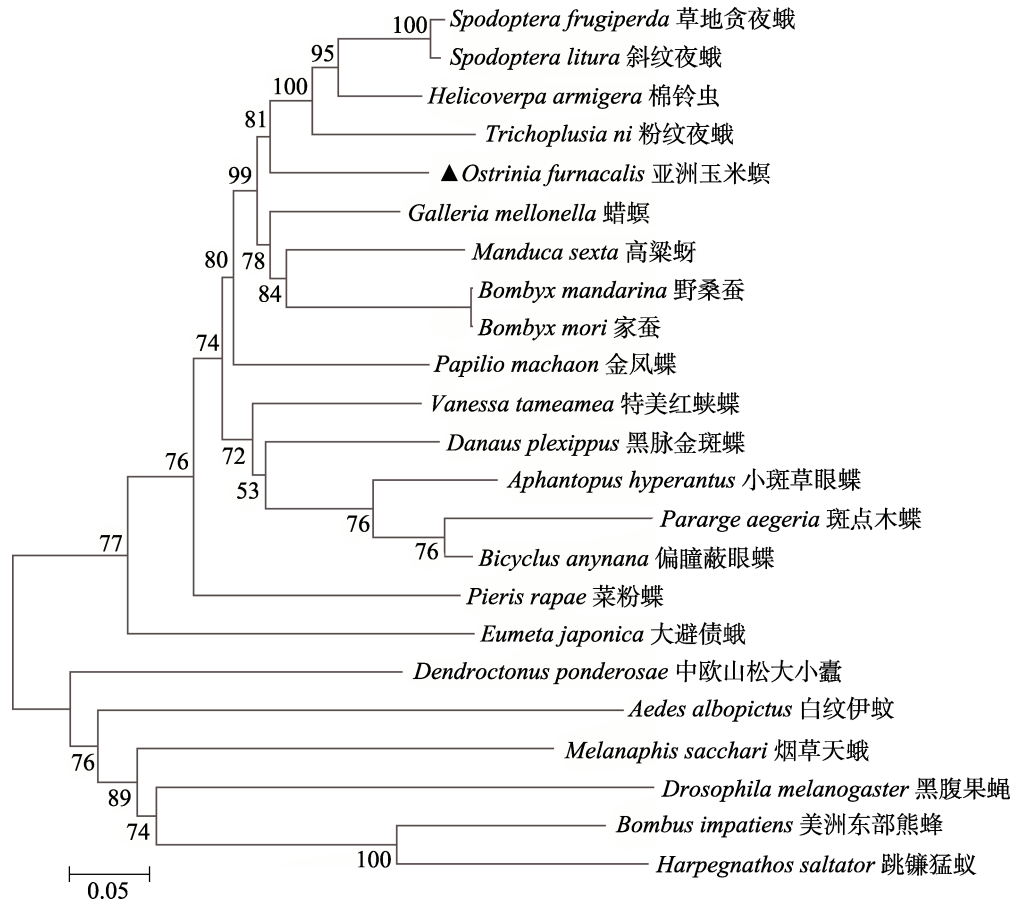 100
Spodoptera frugiperda 草地贪夜蛾
95
Spodoptera litura 斜纹夜蛾
100
Helicoverpa armigera 棉铃虫
81
Trichoplusia ni 粉纹夜蛾
99
▲Ostrinia furnacalis 亚洲玉米螟
Galleria mellonella 蜡螟
80
78
Manduca sexta 高粱蚜
84
Bombyx mandarina 野桑蚕
Bombyx mori 家蚕
74
Papilio machaon 金凤蝶
Vanessa tameamea 特美红蛱蝶
72
Danaus plexippus 黑脉金斑蝶
76
53
Aphantopus hyperantus 小斑草眼蝶
76
Pararge aegeria 斑点木蝶
76
Bicyclus anynana 偏瞳蔽眼蝶
77
Pieris rapae 菜粉蝶
Eumeta japonica 大避债蛾
Dendroctonus ponderosae 中欧山松大小蠹
Aedes albopictus 白纹伊蚊
76
Melanaphis sacchari 烟草天蛾
89
Drosophila melanogaster 黑腹果蝇
74
Bombus impatiens 美洲东部熊蜂
100
Harpegnathos saltator 跳镰猛蚁
0.05